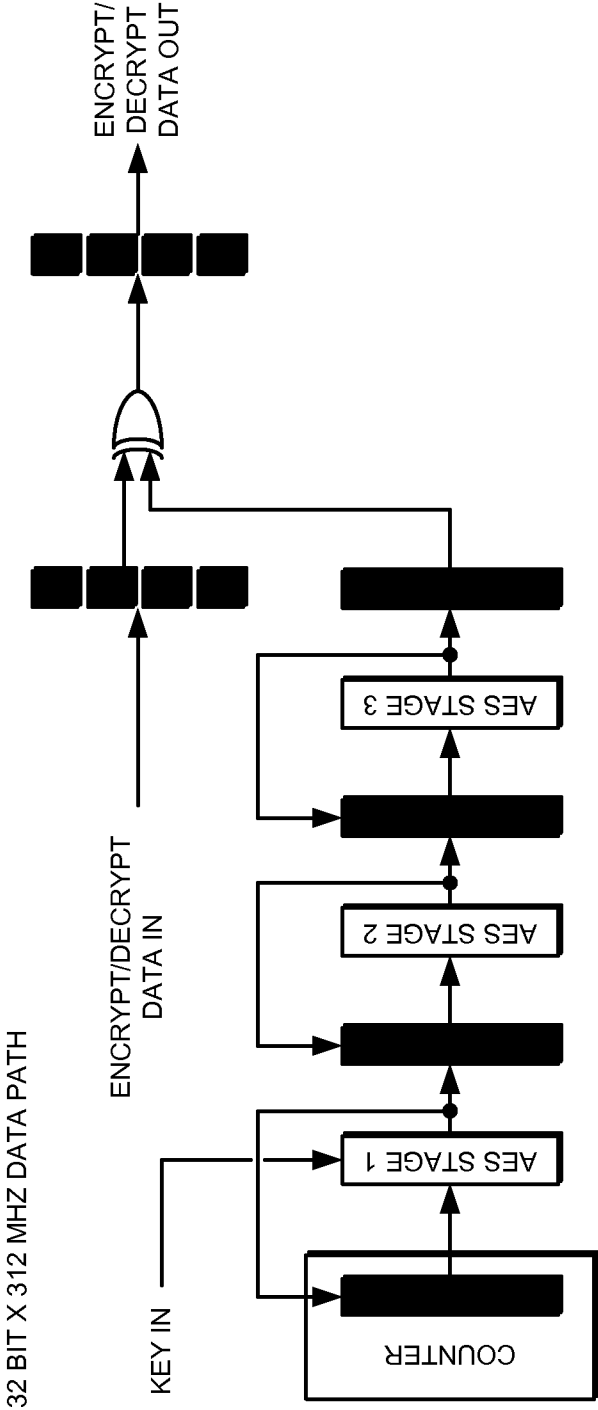 32 BIT X 312 MHZ DATA PATH
KEY IN
ENCRYPT/DECRYPT
DATA IN
ENCRYPT/
DECRYPT
DATA OUT
COUNTER
AES STAGE 1
AES STAGE 2
AES STAGE 3